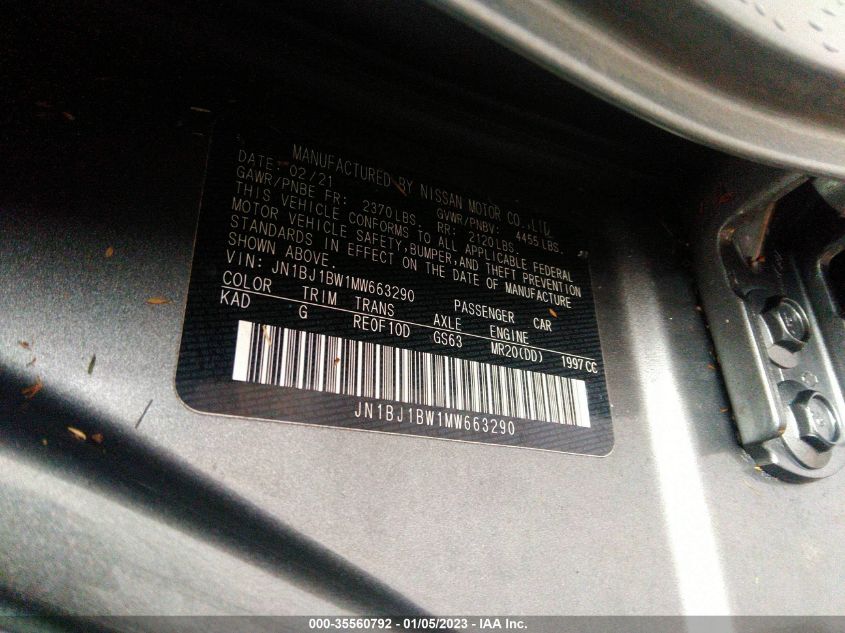 MANUFACTURED BY NISSAN MOTOR CO.,LTD.
DATE: 02/21 GVWR/PNBV: 4455 LBS.
GAWR/PNBE FR: 2370LBS. RR: 2120LBS.
THIS VEHICLE CONFORMS TO ALL APPLICABLE FEDERAL
MOTOR VEHICLE SAFETY,BUMPER,AND THEFT PREVENTION
STANDARDS IN EFFECT ON THE DATE OF MANUFACTURE
SHOWN ABOVE.
VIN: JN1BJ1BW1MW663290 PASSENGER CAR
COLOR TRIM TRANS AXLE ENGINE
KAD G RE0F10D GS63 MR20(DD) 1997CC
JN1BJ1BW1MW663290
000-35560792 - 01/05/2023 - IAA Inc.